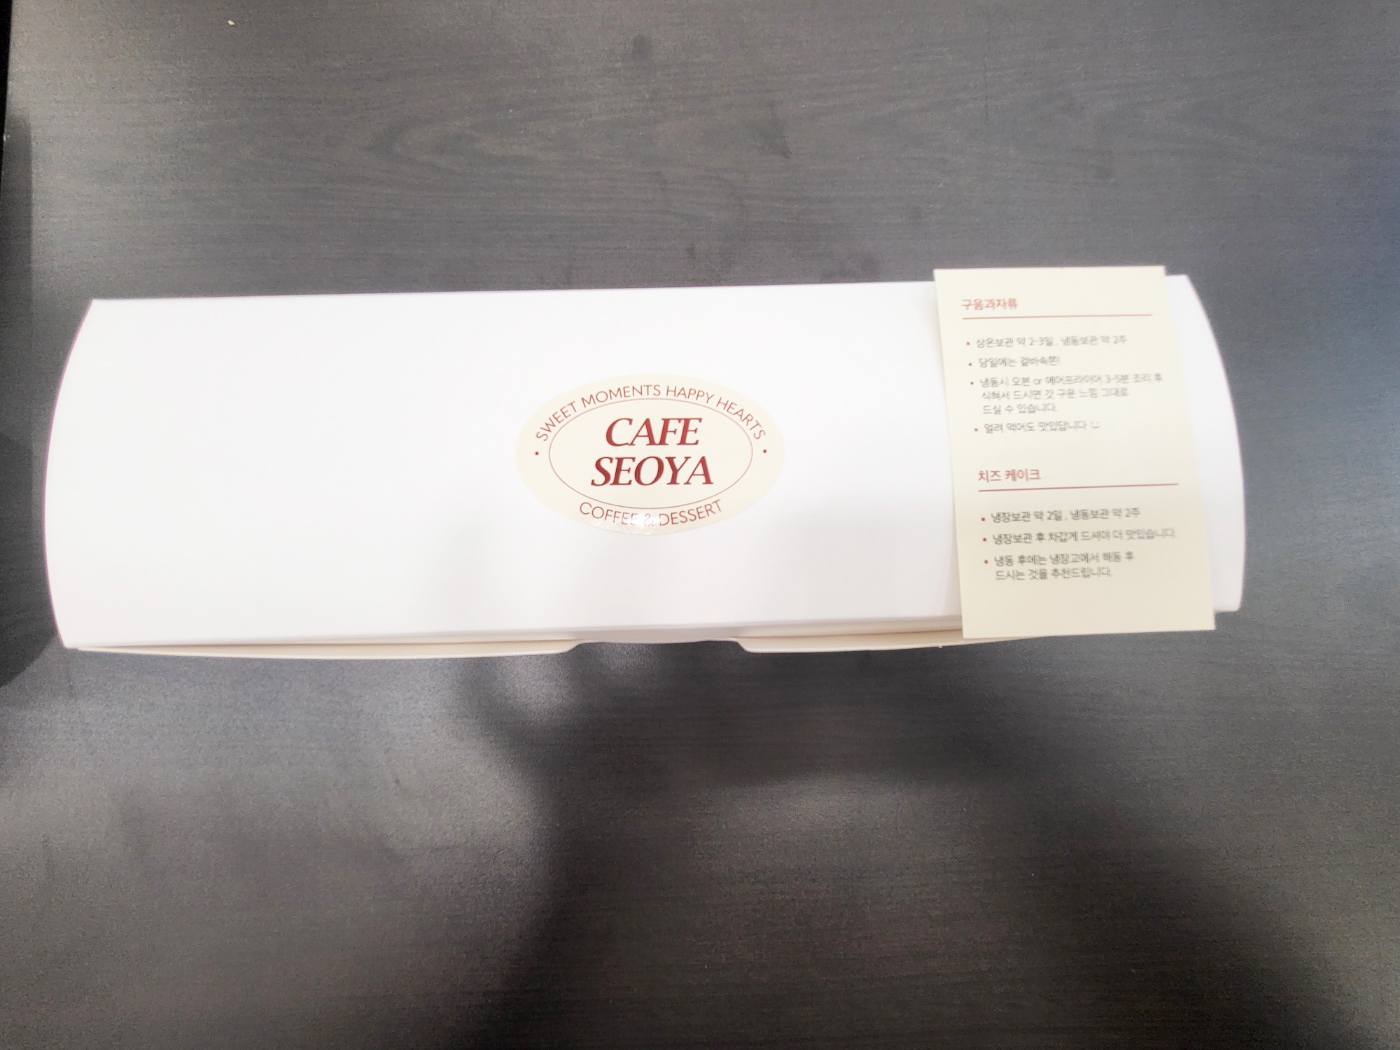 SWEET MOMENTS HAPPY HEARTS
CAFE
SEOYA
COFFEE & DESSERT
구움과자류
• 상온보관 약 2-3일 , 냉동보관 약 2주
• 당일에는 겉바속쫀!
• 냉동시 오븐 or 에어프라이어 3-5분 조리 후
식혀서 드시면 갓 구운 느낌 그대로
드실 수 있습니다.
• 얼려 먹어도 맛있답니다
치즈 케이크
• 냉장보관 약 2일 , 냉동보관 약 2주
• 냉장보관 후 차갑게 드셔야 더 맛있습니다.
• 냉동 후에는 냉장고에서 해동 후
드시는 것을 추천드립니다.